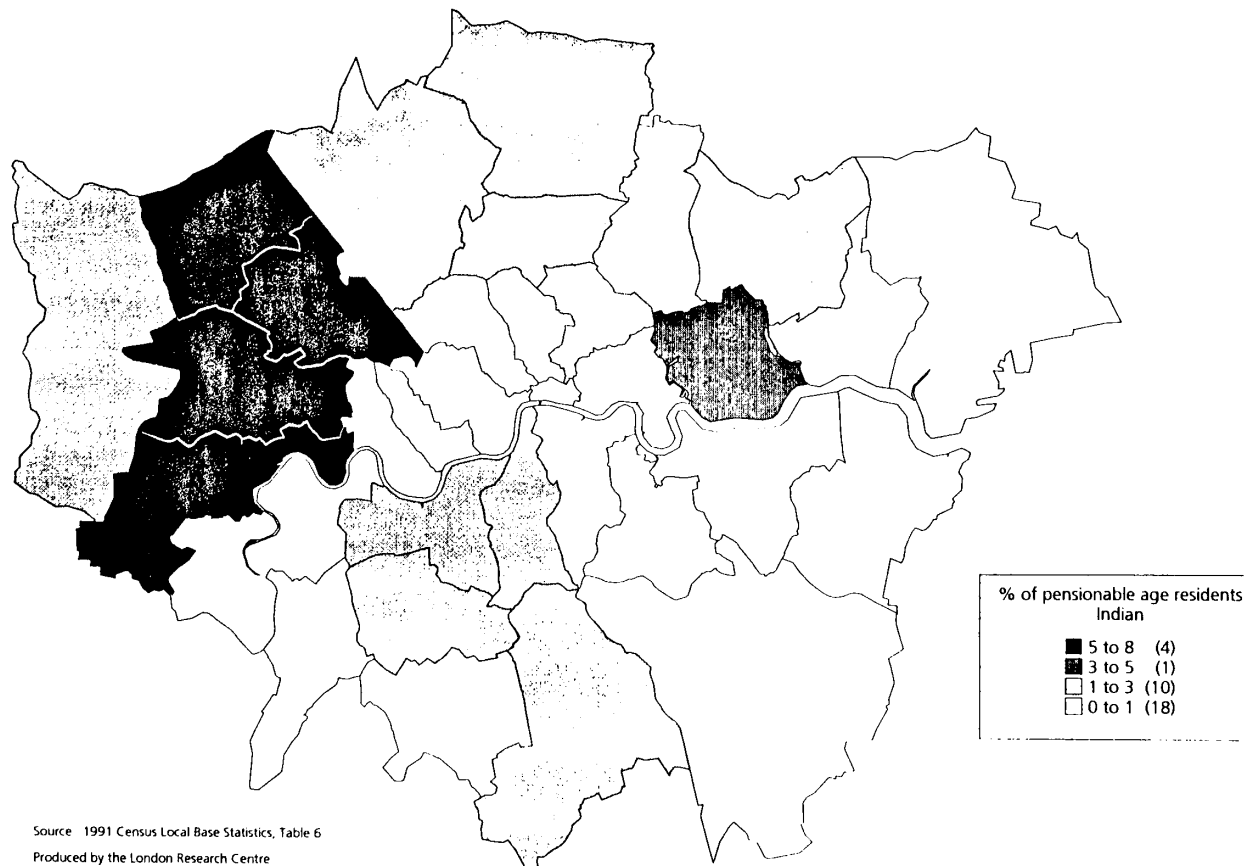 % of pensionable age residents
Indian
5 to 8 (4)
3 to 5 (1)
1 to 3 (10)
0 to 1 (18)
Source 1991 Census Local Base Statistics, Table 6
Produced by the London Research Centre